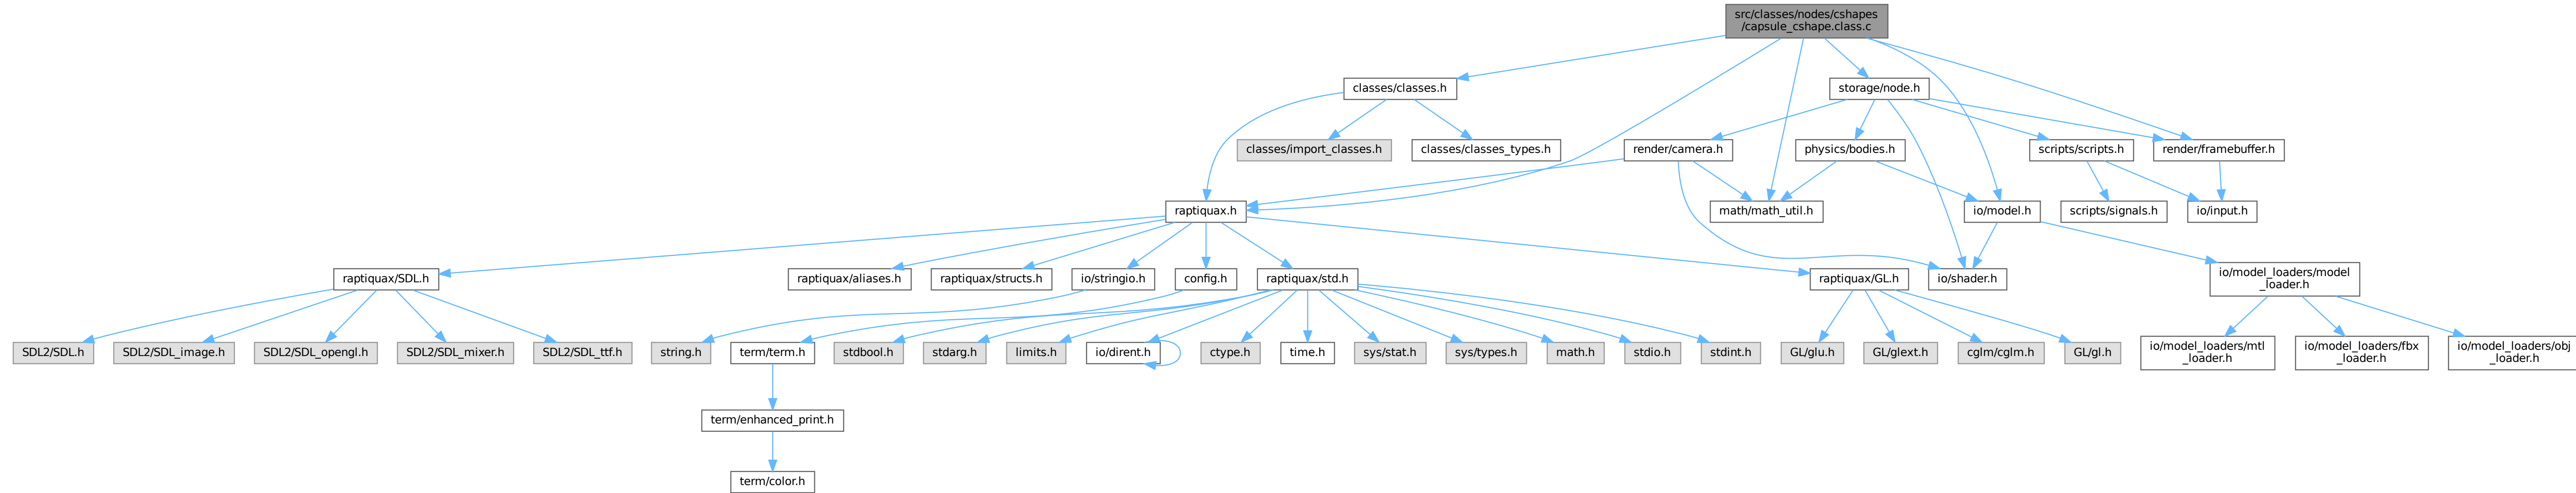 src/classes/nodes/cshapes
/capsule_cshape.class.c
classes/classes.h
storage/node.h
classes/import_classes.h
classes/classes_types.h
render/camera.h
physics/bodies.h
scripts/scripts.h
render/framebuffer.h
raptiquax.h
math/math_util.h
io/model.h
scripts/signals.h
io/input.h
raptiquax/SDL.h
raptiquax/aliases.h
raptiquax/structs.h
io/stringio.h
config.h
raptiquax/std.h
raptiquax/GL.h
io/shader.h
io/model_loaders/model
_loader.h
SDL2/SDL.h
SDL2/SDL_image.h
SDL2/SDL_opengl.h
SDL2/SDL_mixer.h
SDL2/SDL_ttf.h
string.h
term/term.h
stdbool.h
stdarg.h
limits.h
io/dirent.h
ctype.h
time.h
sys/stat.h
sys/types.h
math.h
stdio.h
stdint.h
GL/glu.h
GL/glext.h
cglm/cglm.h
GL/gl.h
io/model_loaders/mtl
_loader.h
io/model_loaders/fbx
_loader.h
io/model_loaders/obj
_loader.h
term/enhanced_print.h
term/color.h